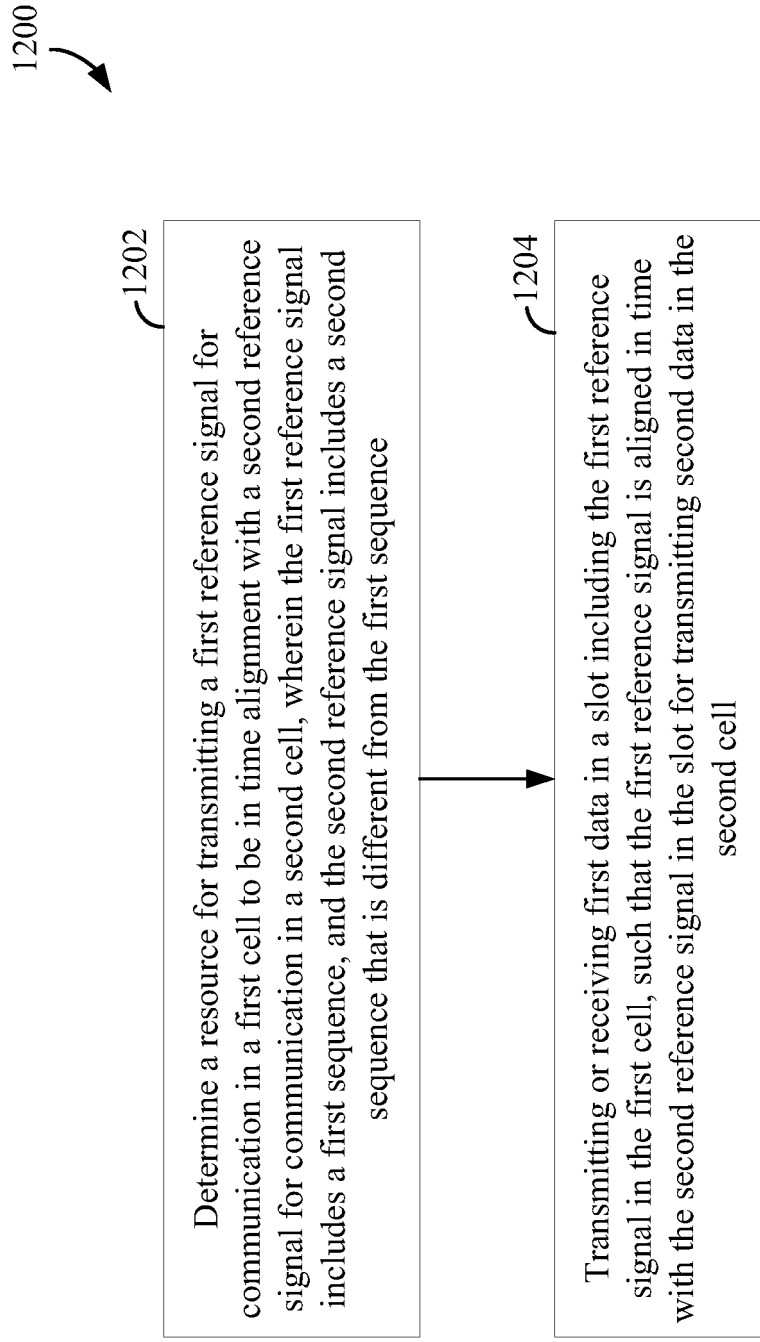 1200
1202
Determine a resource for transmitting a first reference signal for
communication in a first cell to be in time alignment with a second reference
signal for communication in a second cell, wherein the first reference signal
includes a first sequence, and the second reference signal includes a second
sequence that is different from the first sequence
1204
Transmitting or receiving first data in a slot including the first reference
signal in the first cell, such that the first reference signal is aligned in time
with the second reference signal in the slot for transmitting second data in the
second cell